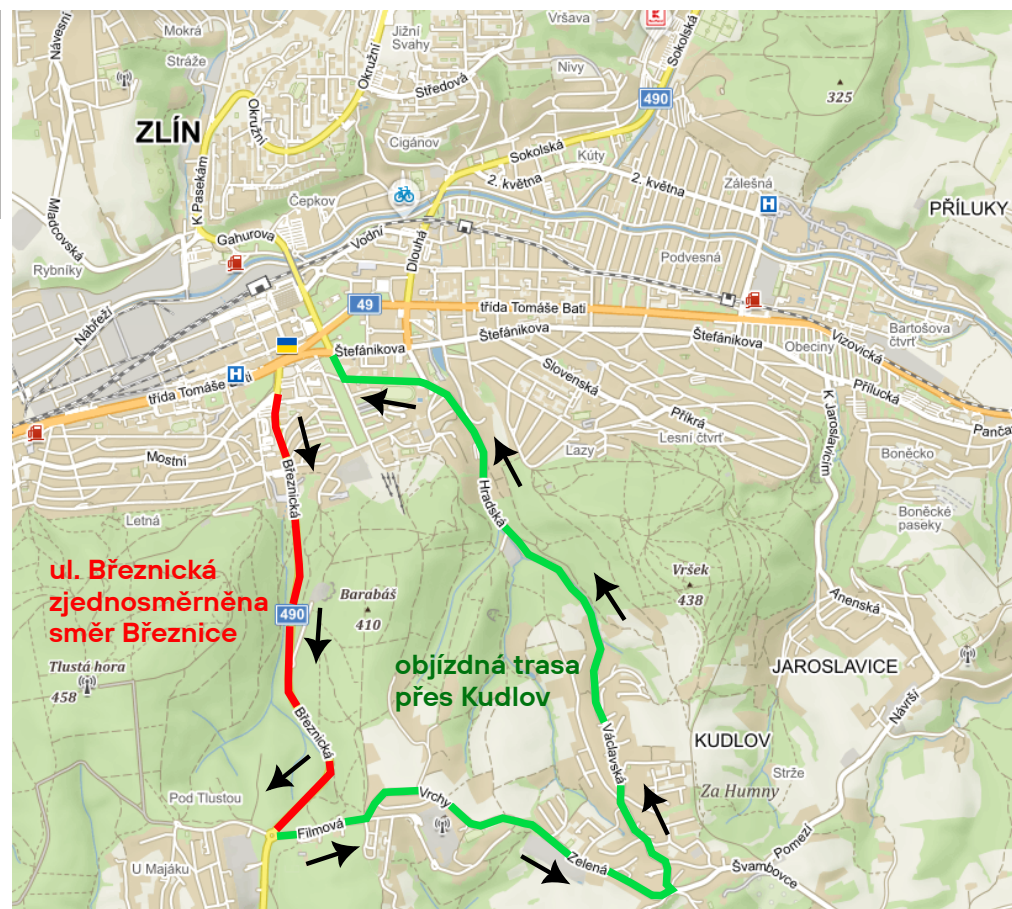 Návesní
Mokrá
Stráže
Jižní
Svahy
Vršava
Okružní
Středová
Nivy
Sokolská
490
325
ZLÍN
Okružní
Cigánov
Sokolská
Kúty
K Pasekám
2. května
2. května
Zálešná
H
PŘÍLUKY
Mladcovská
Čepkov
Gahurova
Vodní
Dlouhá
Podvesná
Rybníky
Nábřeží
49
třída Tomáše Bati
Štefánikova
Štefánikova
Štefánikova
Bartošova
čtvrť
Obeciny
Vizovická
H
třída Tomáše Bati
Slovenská
Přílucká
Příkrá
K Jaroslavicím
Lesní čtvrť
Panča
Mostní
Lazy
Boněcko
Březnická
Hradská
Letná
Boněcké
paseky
ul. Březnická
zjednosměrněna
směr Březnice
490
Barabáš
410
Vršek
438
Anenská
Tlustá hora
458
objízdná trasa
přes Kudlov
JAROSLAVICE
Návrší
Březnická
Václavská
KUDLOV
Stráže
Za Humny
Pod Tlustou
Vrchy
Filmová
Pomezí
U Majáku
Zelená
Švambovce